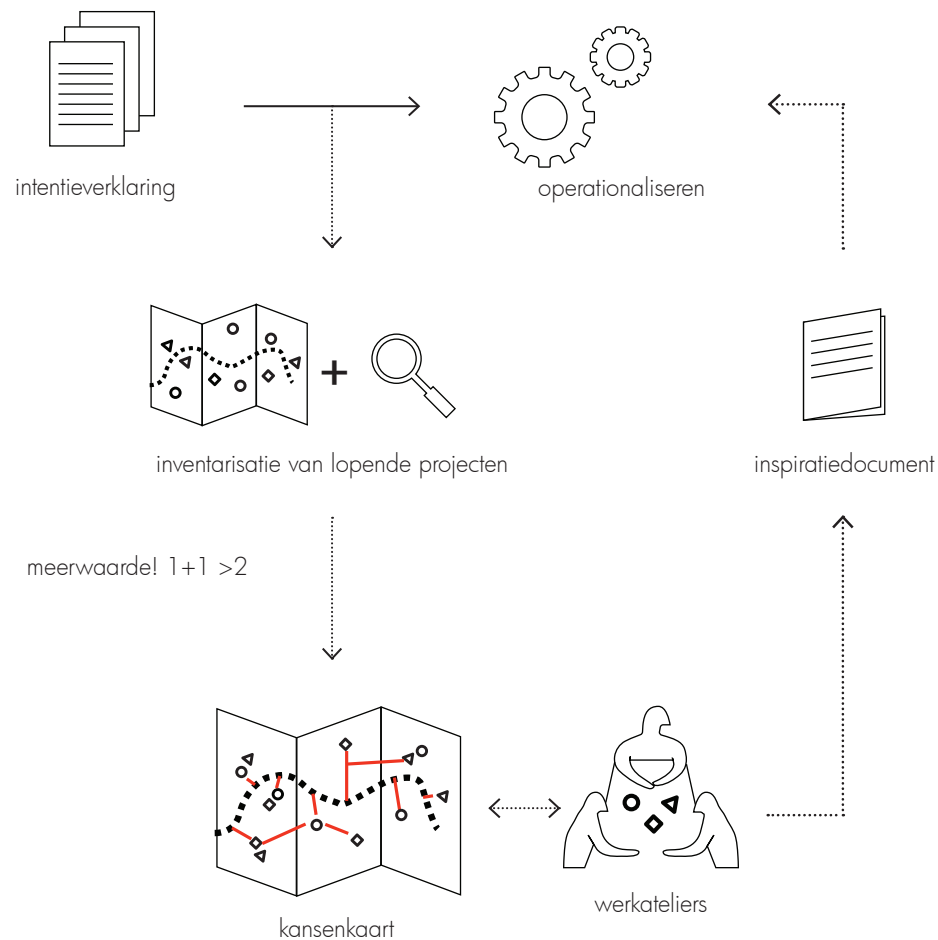 intentieverklaring
operationaliseren
inventarisatie van lopende projecten
inspiratiedocument
meerwaarde! 1+1 >2
werkateliers
kansenkaart